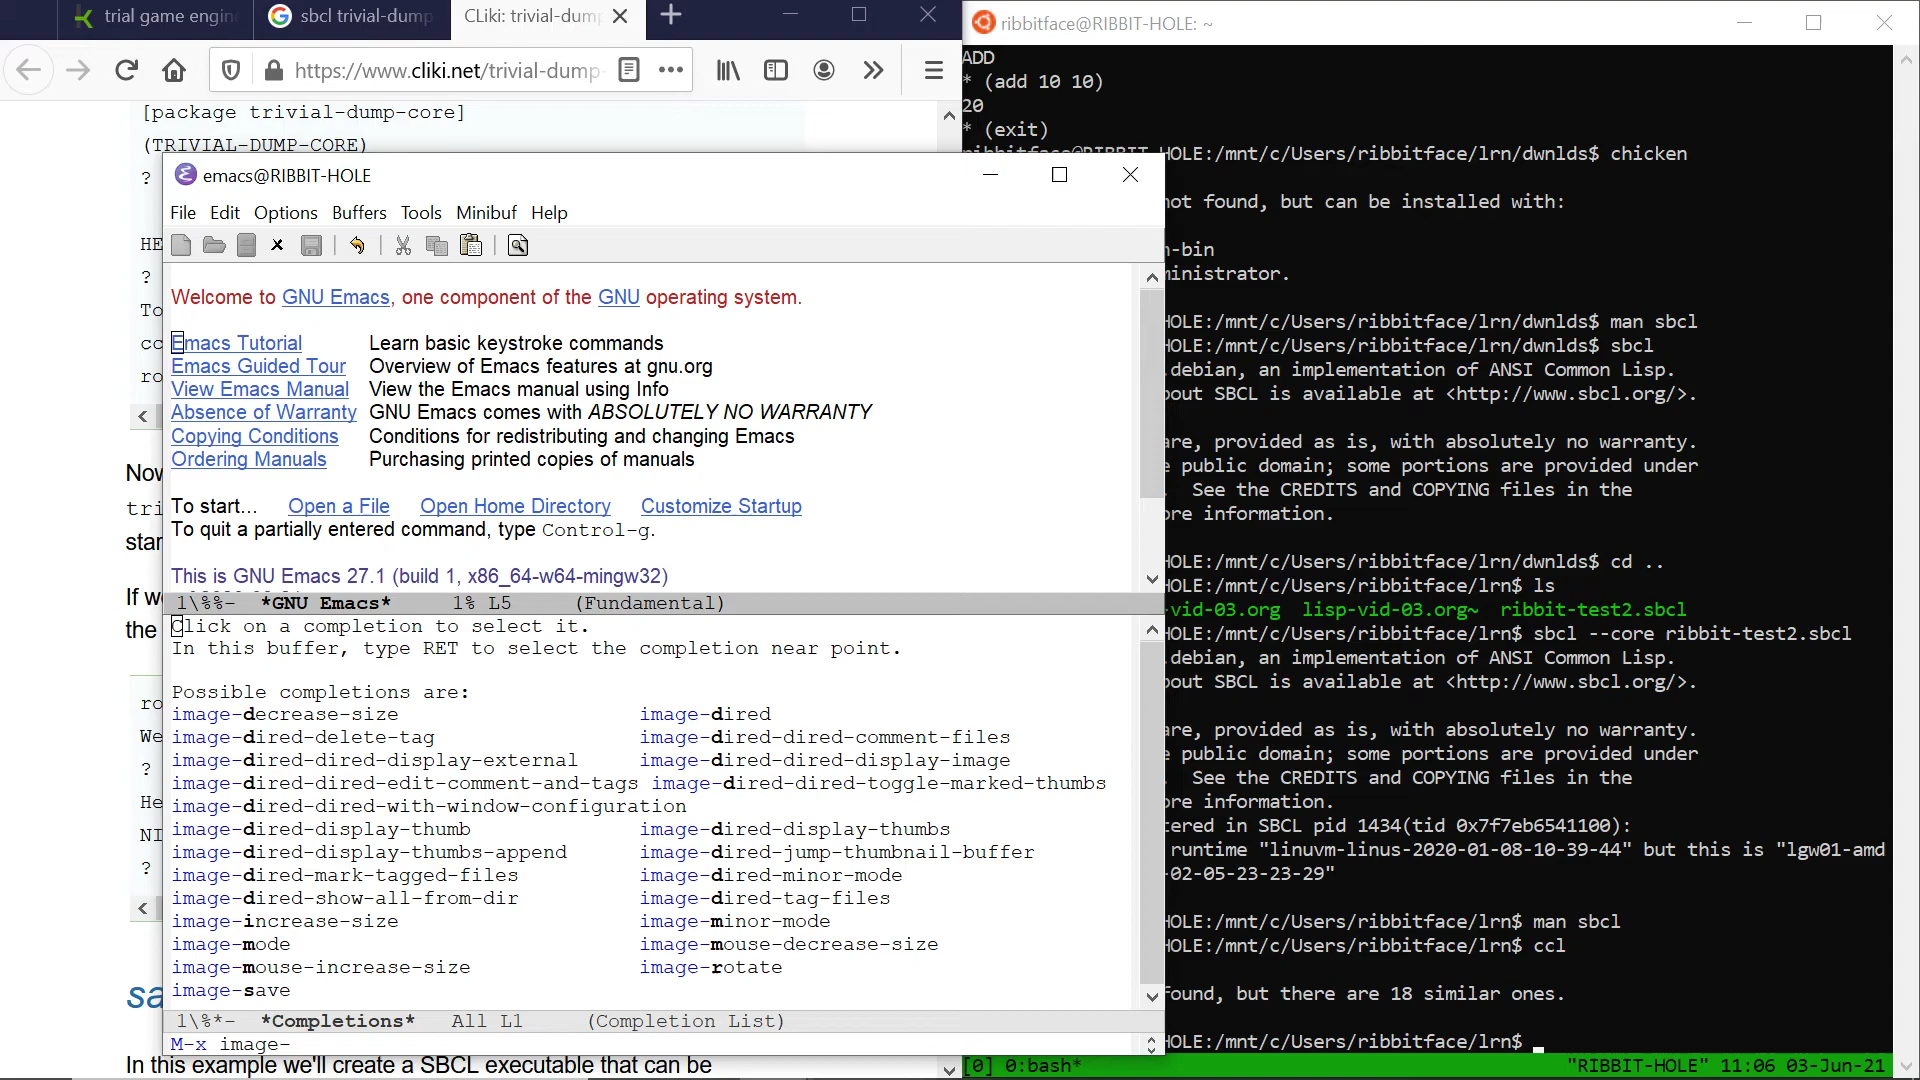 trial game engin
sbcl trivial-dump
CLiki: trivial-dump
https://www.cliki.net/trivial-dump-
[package trivial-dump-core]
(TRIVIAL-DUMP-CORE)
?
HE
?
To
cc
ro
Now
tri
star
If we
the
ro
We
?
He
NI
?
sa
In this example we'll create a SBCL executable that can be
emacs@RIBBIT-HOLE
File Edit Options Buffers Tools Minibuf Help
Welcome to GNU Emacs, one component of the GNU operating system.
Emacs Tutorial Learn basic keystroke commands
Emacs Guided Tour Overview of Emacs features at gnu.org
View Emacs Manual View the Emacs manual using Info
Absence of Warranty GNU Emacs comes with ABSOLUTELY NO WARRANTY
Copying Conditions Conditions for redistributing and changing Emacs
Ordering Manuals Purchasing printed copies of manuals
To start... Open a File Open Home Directory Customize Startup
To quit a partially entered command, type Control-g.
This is GNU Emacs 27.1 (build 1, x86_64-w64-mingw32)
1\%%- *GNU Emacs* 1% L5 (Fundamental)
Click on a completion to select it.
In this buffer, type RET to select the completion near point.
Possible completions are:
image-decrease-size image-dired
image-dired-delete-tag image-dired-dired-comment-files
image-dired-dired-display-external image-dired-dired-display-image
image-dired-dired-edit-comment-and-tags image-dired-dired-toggle-marked-thumbs
image-dired-dired-with-window-configuration
image-dired-display-thumb image-dired-display-thumbs
image-dired-display-thumbs-append image-dired-jump-thumbnail-buffer
image-dired-mark-tagged-files image-dired-minor-mode
image-dired-show-all-from-dir image-dired-tag-files
image-increase-size image-minor-mode
image-mode image-mouse-decrease-size
image-mouse-increase-size image-rotate
image-save
1\%*- *Completions* All L1 (Completion List)
M-x image-
ribbitface@RIBBIT-HOLE: ~
ADD
* (add 10 10)
20
* (exit)
ribbitface@RIBBIT-HOLE:/mnt/c/Users/ribbitface/lrn/dwnlds$ chicken
not found, but can be installed with:
n-bin
ministrator.
HOLE:/mnt/c/Users/ribbitface/lrn/dwnlds$ man sbcl
HOLE:/mnt/c/Users/ribbitface/lrn/dwnlds$ sbcl
.debian, an implementation of ANSI Common Lisp.
bout SBCL is available at <http://www.sbcl.org/>.
are, provided as is, with absolutely no warranty.
e public domain; some portions are provided under
. See the CREDITS and COPYING files in the
ore information.
HOLE:/mnt/c/Users/ribbitface/lrn/dwnlds$ cd ..
HOLE:/mnt/c/Users/ribbitface/lrn$ ls
-vid-03.org lisp-vid-03.org~ ribbit-test2.sbcl
HOLE:/mnt/c/Users/ribbitface/lrn$ sbcl --core ribbit-test2.sbcl
.debian, an implementation of ANSI Common Lisp.
bout SBCL is available at <http://www.sbcl.org/>.
are, provided as is, with absolutely no warranty.
e public domain; some portions are provided under
. See the CREDITS and COPYING files in the
ore information.
tered in SBCL pid 1434(tid 0x7f7eb6541100):
runtime "linuvm-linus-2020-01-08-10-39-44" but this is "lgw01-amd
-02-05-23-23-29"
HOLE:/mnt/c/Users/ribbitface/lrn$ man sbcl
HOLE:/mnt/c/Users/ribbitface/lrn$ ccl
found, but there are 18 similar ones.
HOLE:/mnt/c/Users/ribbitface/lrn$
[0] 0:bash* "RIBBIT-HOLE" 11:06 03-Jun-21